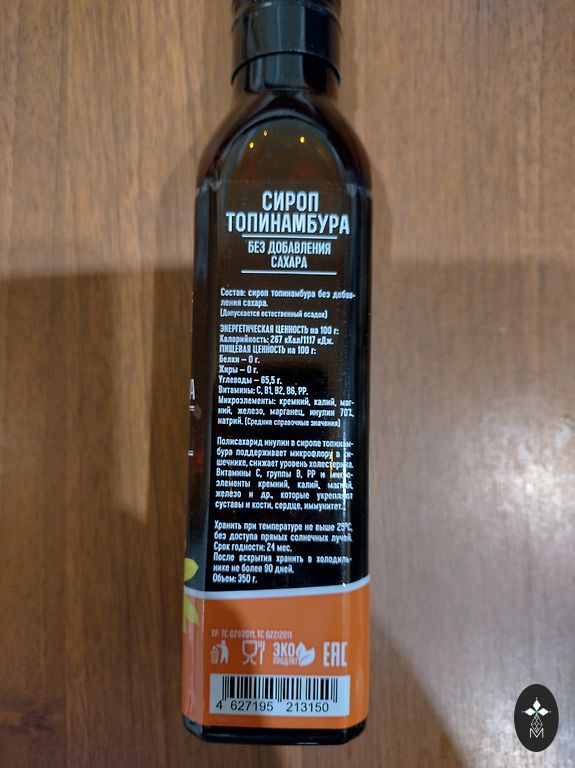 СИРОП
ТОПИНАМБУРА
БЕЗ ДОБАВЛЕНИЯ
САХАРА
Состав: сироп топинамбура без добав-
ления сахара.
(Допускается естественный осадок)
ЭНЕРГЕТИЧЕСКАЯ ЦЕННОСТЬ на 100 г:
Калорийность: 267 кКал/1117 кДж.
ПИЩЕВАЯ ЦЕННОСТЬ на 100 г:
Белки – 0 г.
Жиры – 0 г.
Углеводы – 65,5 г.
Витамины: С, В1, В2, В6, РР.
Микроэлементы: кремний, калий, маг-
ний, железо, марганец, инулин 70%,
натрий. (Средние справочные значения)
Полисахарид инулин в сиропе топинам-
бура поддерживает микрофлору в ки-
шечнике, снижает уровень холестерина.
Витамины С, группы В, РР и микро-
элементы кремний, калий, магний,
железо и др., которые укрепляют
суставы и кости, сердце, иммунитет...
Хранить при температуре не выше 25°С,
без доступа прямых солнечных лучей.
Срок годности: 24 мес.
После вскрытия хранить в холодиль-
нике не более 90 дней.
Объем: 350 г.
ТР. ТС 021/2011, ТС 022/2011
ЭКО
ПРОДУКТ
ЕАС
4 627195 213150
А
М